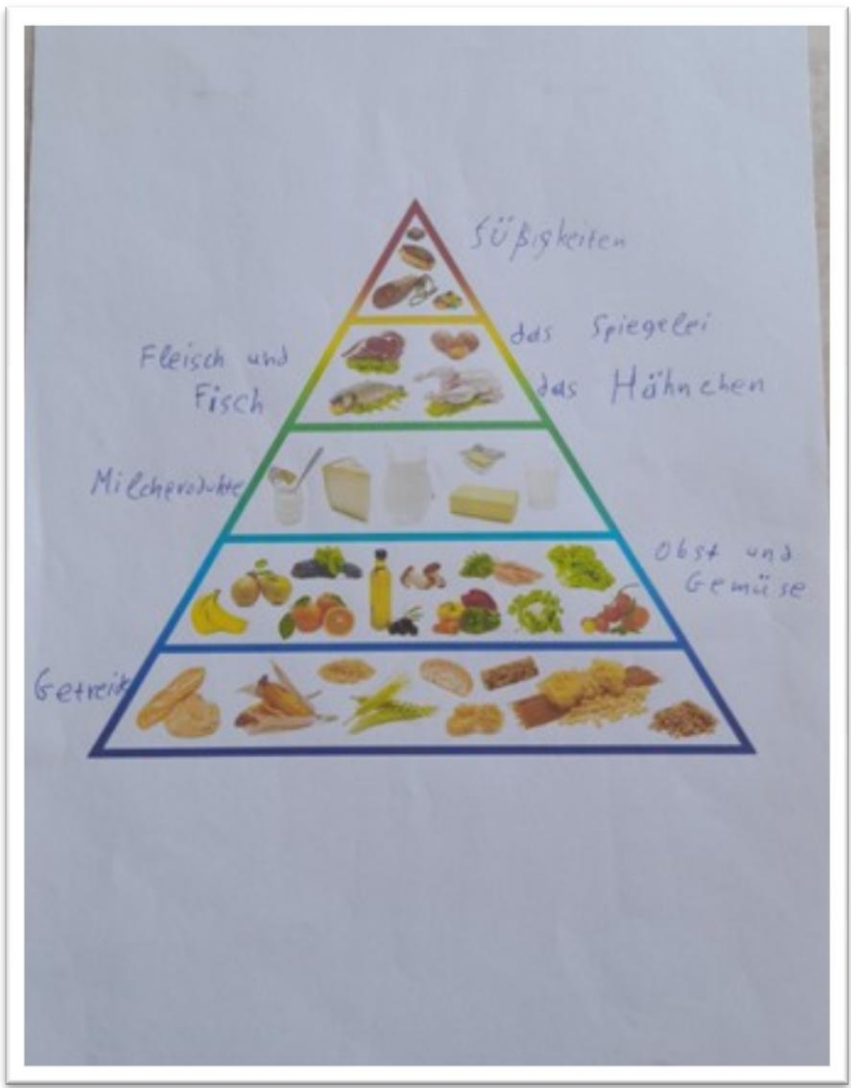 Süßigkeiten
das Spiegelei
Fleisch und
Fisch
das Hähnchen
Milchprodukte
Obst und
Gemüse
Getreide